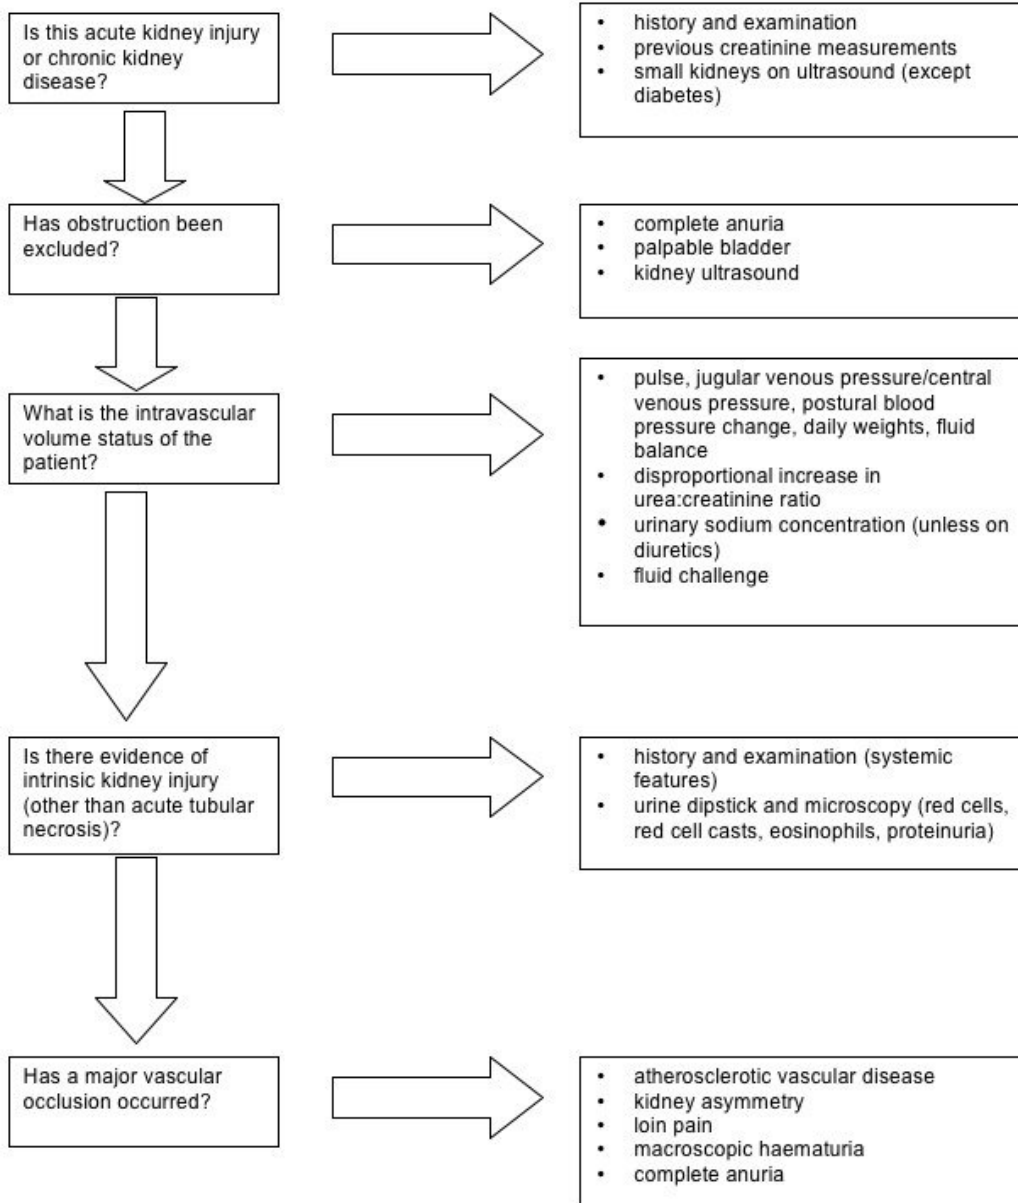 Is this acute kidney injury
or chronic kidney
disease?
• history and examination
• previous creatinine measurements
• small kidneys on ultrasound (except
diabetes)
Has obstruction been
excluded?
• complete anuria
• palpable bladder
• kidney ultrasound
What is the intravascular
volume status of the
patient?
• pulse, jugular venous pressure/central
venous pressure, postural blood
pressure change, daily weights, fluid
balance
• disproportional increase in
urea:creatinine ratio
• urinary sodium concentration (unless on
diuretics)
• fluid challenge
Is there evidence of
intrinsic kidney injury
(other than acute tubular
necrosis)?
• history and examination (systemic
features)
• urine dipstick and microscopy (red cells,
red cell casts, eosinophils, proteinuria)
Has a major vascular
occlusion occurred?
• atherosclerotic vascular disease
• kidney asymmetry
• loin pain
• macroscopic haematuria
• complete anuria